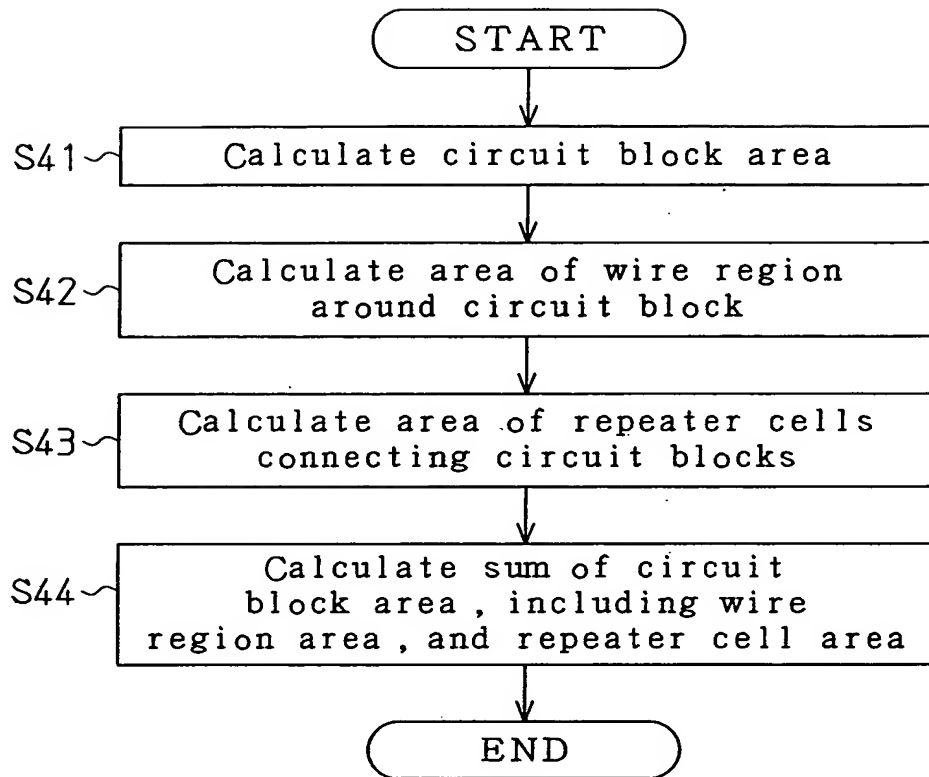 START
S41
Calculate circuit block area
S42
Calculate area of wire region
around circuit block
S43
Calculate area of repeater cells
connecting circuit blocks
S44
Calculate sum of circuit
block area, including wire
region area, and repeater cell area
END